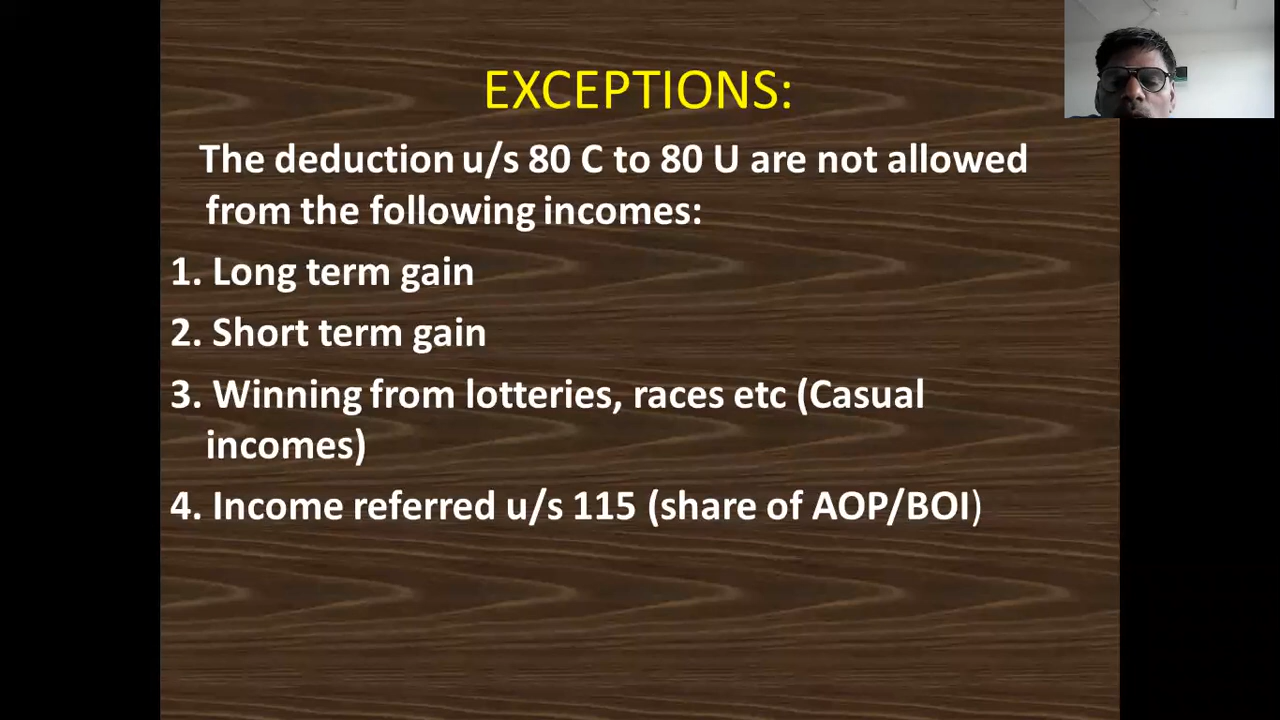 EXCEPTIONS:
The deduction u/s 80 C to 80 U are not allowed
from the following incomes:
1. Long term gain
2. Short term gain
3. Winning from lotteries, races etc (Casual
incomes)
4. Income referred u/s 115 (share of AOP/BOI)